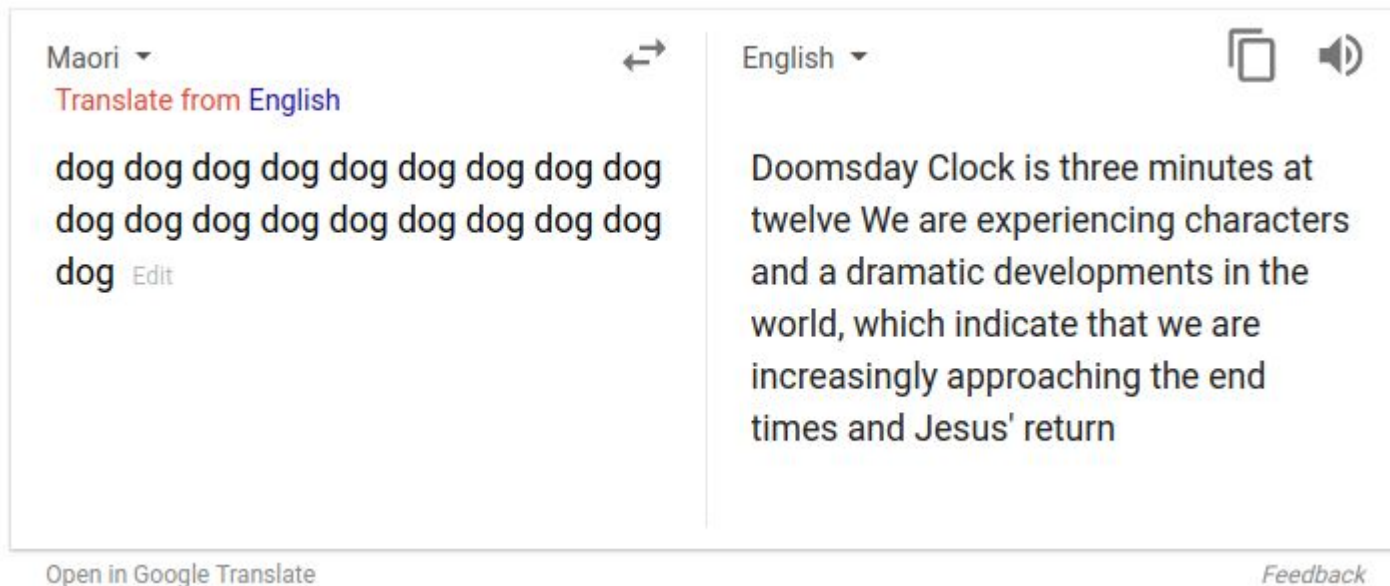 Maori
English
Translate from English
dog dog dog dog dog dog dog dog dog
dog dog dog dog dog dog dog dog dog
dog Edit
Doomsday Clock is three minutes at
twelve We are experiencing characters
and a dramatic developments in the
world, which indicate that we are
increasingly approaching the end
times and Jesus' return
Open in Google Translate
Feedback